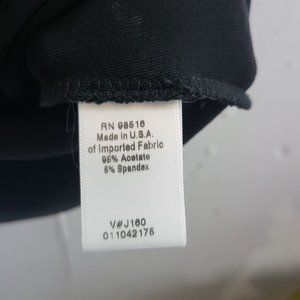 RN 98516
Made in U.S.A.
of Imported Fabric
95% Acetate
5% Spandex
V#J160
011042175